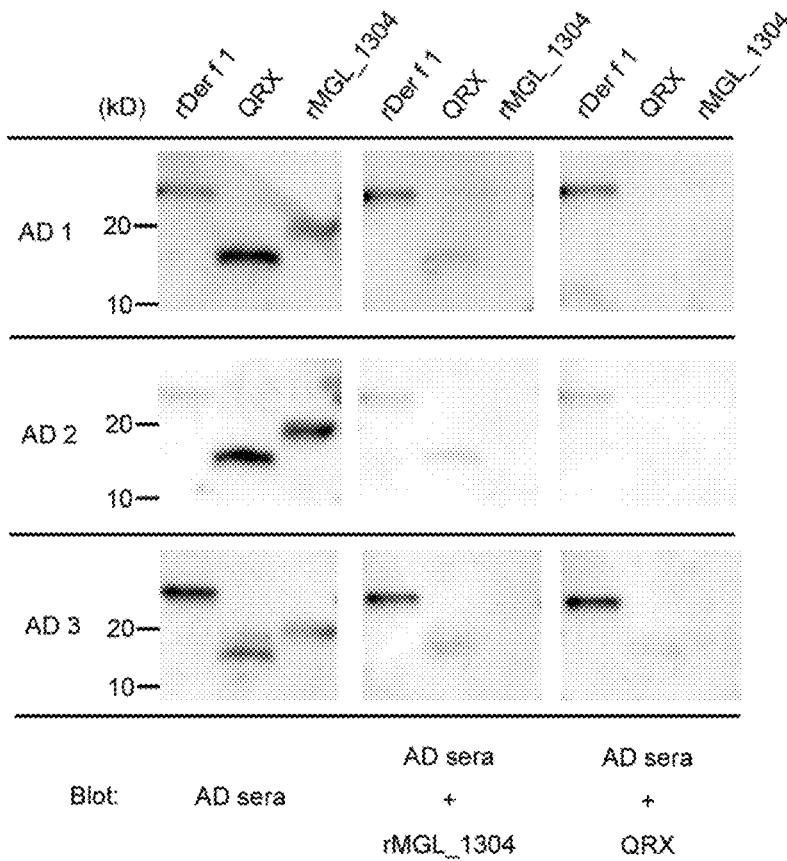 (kD) rDer f 1 QRX rMGL_1304 rDer f 1 QRX rMGL_1304 rDer f 1 QRX rMGL_1304
AD 1
20
10
AD 2
20
10
AD 3
20
10
Blot: AD sera
AD sera
+
rMGL_1304
AD sera
+
QRX